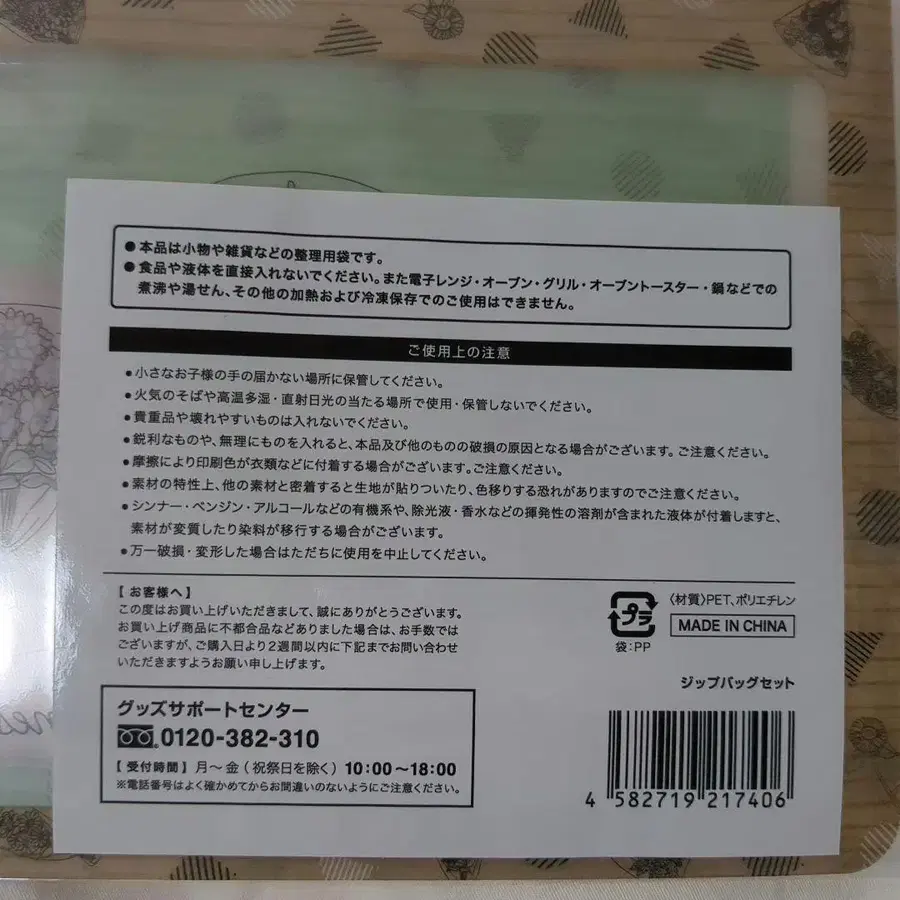 ●本品は小物や雑貨などの整理用袋です。
●食品や液体を直接入れないでください。また電子レンジ・オーブン・グリル・オーブントースター・鍋などでの
煮沸や湯せん、その他の加熱および冷凍保存でのご使用はできません。
ご使用上の注意
●小さなお子様の手の届かない場所に保管してください。
●火気のそばや高温多湿・直射日光の当たる場所で使用・保管しないでください。
●貴重品や壊れやすいものは入れないでください。
●鋭利なものや、無理にものを入れると、本品及び他のものの破損の原因となる場合がございます。ご注意ください。
●摩擦により印刷色が衣類などに付着する場合がございます。ご注意ください。
●素材の特性上、他の素材と密着すると生地が貼りついたり、色移りする恐れがありますのでご注意ください。
●シンナー・ベンジン・アルコールなどの有機系や、除光液・香水などの揮発性の溶剤が含まれた液体が付着しますと、
素材が変質したり染料が移行する場合がございます。
●万一破損・変形した場合はただちに使用を中止してください。
【お客様へ】
この度はお買い上げいただきまして、誠にありがとうございます。
お買い上げ商品に不都合品などありました場合は、お手数では
ございますが、ご購入日より2週間以内に下記までお問い合わせ
いただきますようお願い申し上げます。
プラ
袋:PP
〈材質〉PET、ポリエチレン
MADE IN CHINA
ジップバッグセット
グッズサポートセンター
0120-382-310
【受付時間】月〜金(祝祭日を除く)10:00〜18:00
※電話番号はよく確かめてからお間違いのないようにご注意ください。
4 582719 217406